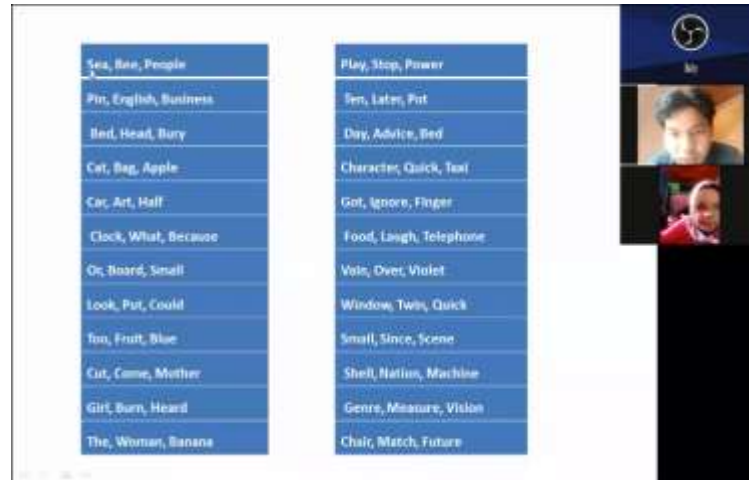 Sea, Bee, People
Pin, English, Business
Bed, Head, Bury
Cat, Bag, Apple
Car, Art, Half
Clock, What, Because
Or, Board, Small
Look, Put, Could
Too, Fruit, Blue
Cut, Come, Mother
Girl, Burn, Heard
The, Woman, Banana
Play, Stop, Power
Ten, Later, Pot
Day, Advice, Bed
Character, Quick, Taxi
Got, Ignore, Finger
Food, Laugh, Telephone
Vain, Over, Violet
Window, Twin, Quick
Small, Since, Scene
Shell, Nation, Machine
Genre, Measure, Vision
Chair, Match, Future